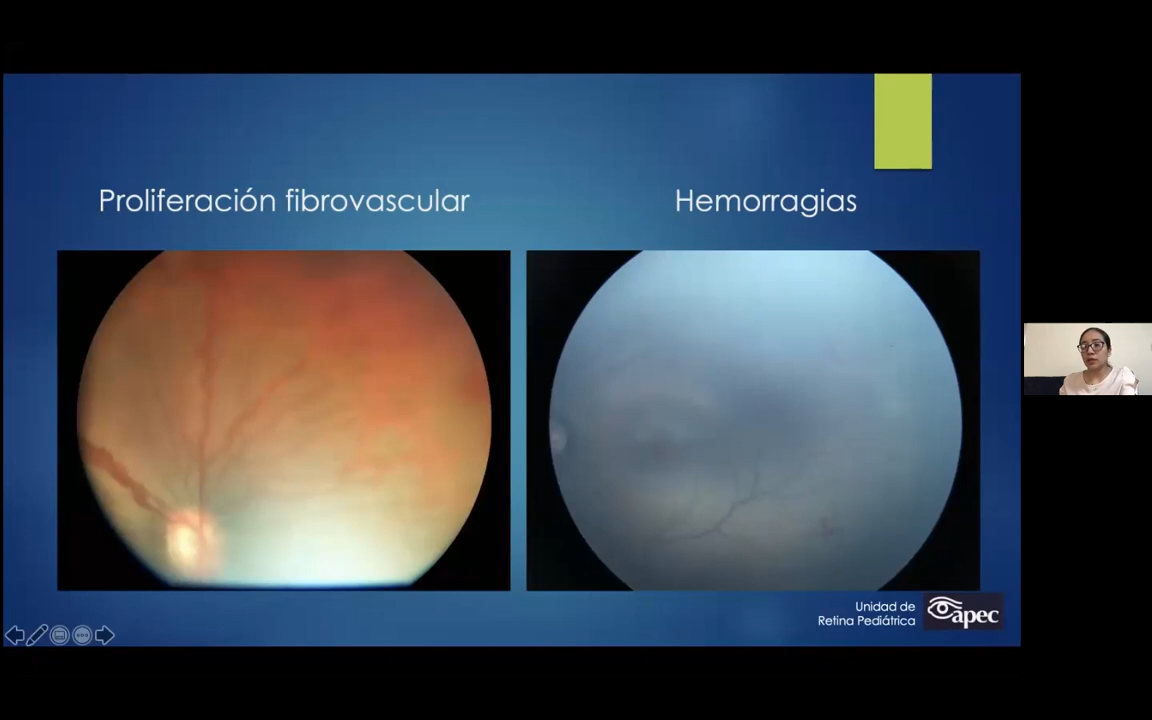 Proliferación fibrovascular
Hemorragias
Unidad de
Retina Pediátrica
apec